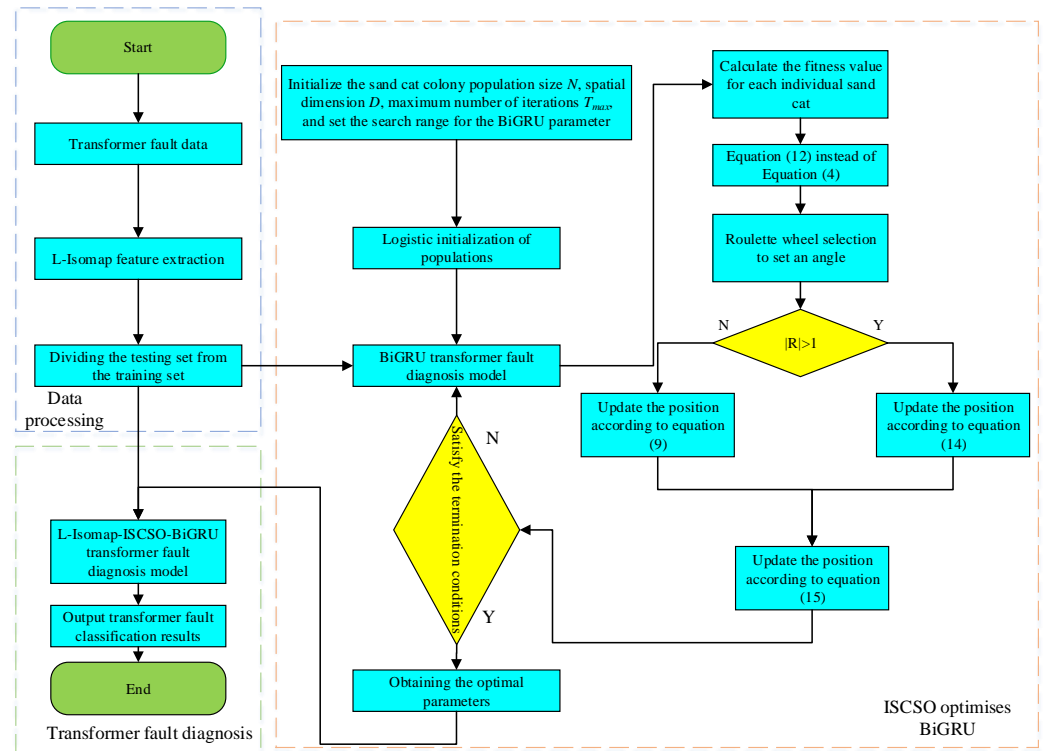 Start
Transformer fault data
L-Isomap feature extraction
Dividing the testing set from
the training set
Data
processing
Initialize the sand cat colony population size N, spatial
dimension D, maximum number of iterations Tmax,
and set the search range for the BiGRU parameter
Logistic initialization of
populations
BiGRU transformer fault
diagnosis model
Calculate the fitness value
for each individual sand
cat
Equation (12) instead of
Equation (4)
Roulette wheel selection
to set an angle
N
Y
|R|>1
Update the position
according to equation
(9)
Update the position
according to equation
(14)
Update the position
according to equation
(15)
N
Satisfy the termination conditions
Y
Obtaining the optimal
parameters
ISCSO optimises
BiGRU
L-Isomap-ISCSO-BiGRU
transformer fault
diagnosis model
Output transformer fault
classification results
End
Transformer fault diagnosis